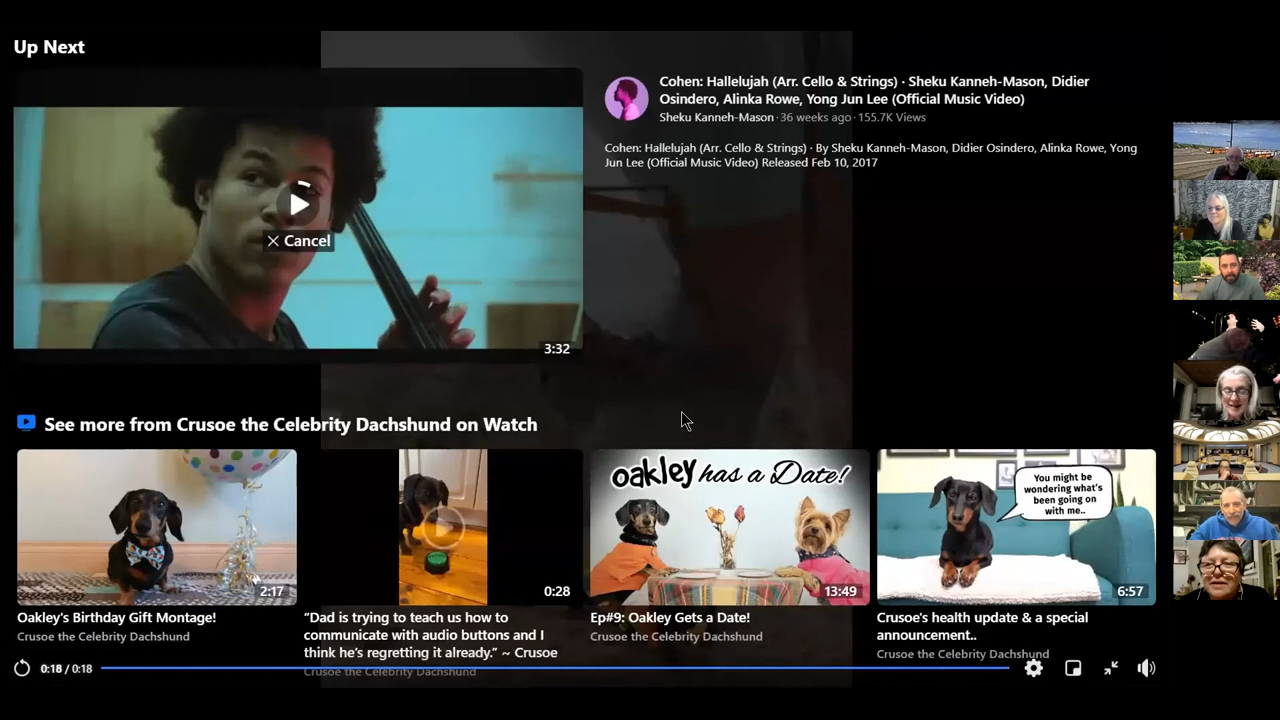 Up Next
Cohen: Hallelujah (Arr. Cello & Strings) · Sheku Kanneh-Mason, Didier
Osindero, Alinka Rowe, Yong Jun Lee (Official Music Video)
Sheku Kanneh-Mason · 36 weeks ago · 155.7K Views
Cohen: Hallelujah (Arr. Cello & Strings) · By Sheku Kanneh-Mason, Didier Osindero, Alinka Rowe, Yong
Jun Lee (Official Music Video) Released Feb 10, 2017
Cancel
3:32
See more from Crusoe the Celebrity Dachshund on Watch
2:17
Oakley's Birthday Gift Montage!
Crusoe the Celebrity Dachshund
0:28
“Dad is trying to teach us how to
communicate with audio buttons and I
think he's regretting it already.” ~ Crusoe
Crusoe the Celebrity Dachshund
oakley has a Date!
13:49
Ep#9: Oakley Gets a Date!
Crusoe the Celebrity Dachshund
You might be
wondering what's
been going on
with me..
6:57
Crusoe's health update & a special
announcement..
Crusoe the Celebrity Dachshund
0:18 / 0:18